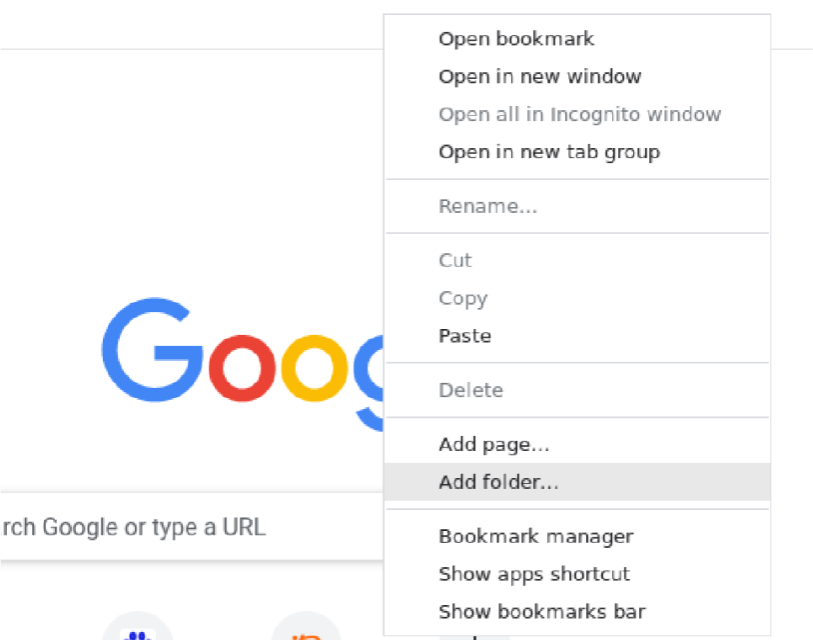 Open bookmark
Open in new window
Open all in Incognito window
Open in new tab group
Rename...
Cut
Copy
Paste
Delete
Add page...
Add folder...
Bookmark manager
Show apps shortcut
Show bookmarks bar
Goog
rch Google or type a URL